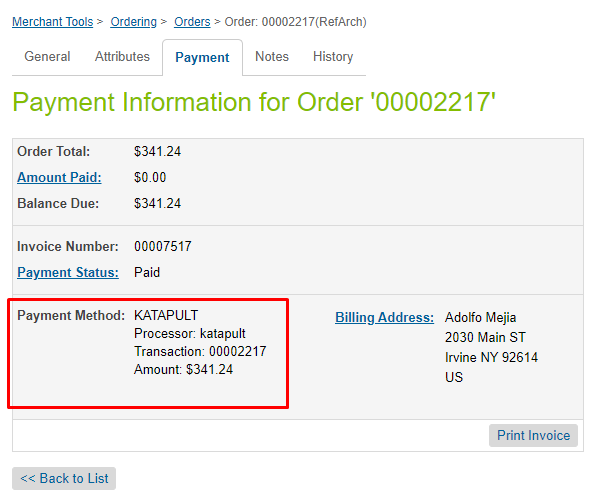 Merchant Tools > Ordering > Orders > Order: 00002217(RefArch)
General Attributes Payment Notes History
Payment Information for Order '00002217'
Order Total: $341.24
Amount Paid: $0.00
Balance Due: $341.24
Invoice Number: 00007517
Payment Status: Paid
Payment Method: KATAPULT
Processor: katapult
Transaction: 00002217
Amount: $341.24
Billing Address: Adolfo Mejia
2030 Main ST
Irvine NY 92614
US
Print Invoice
<< Back to List